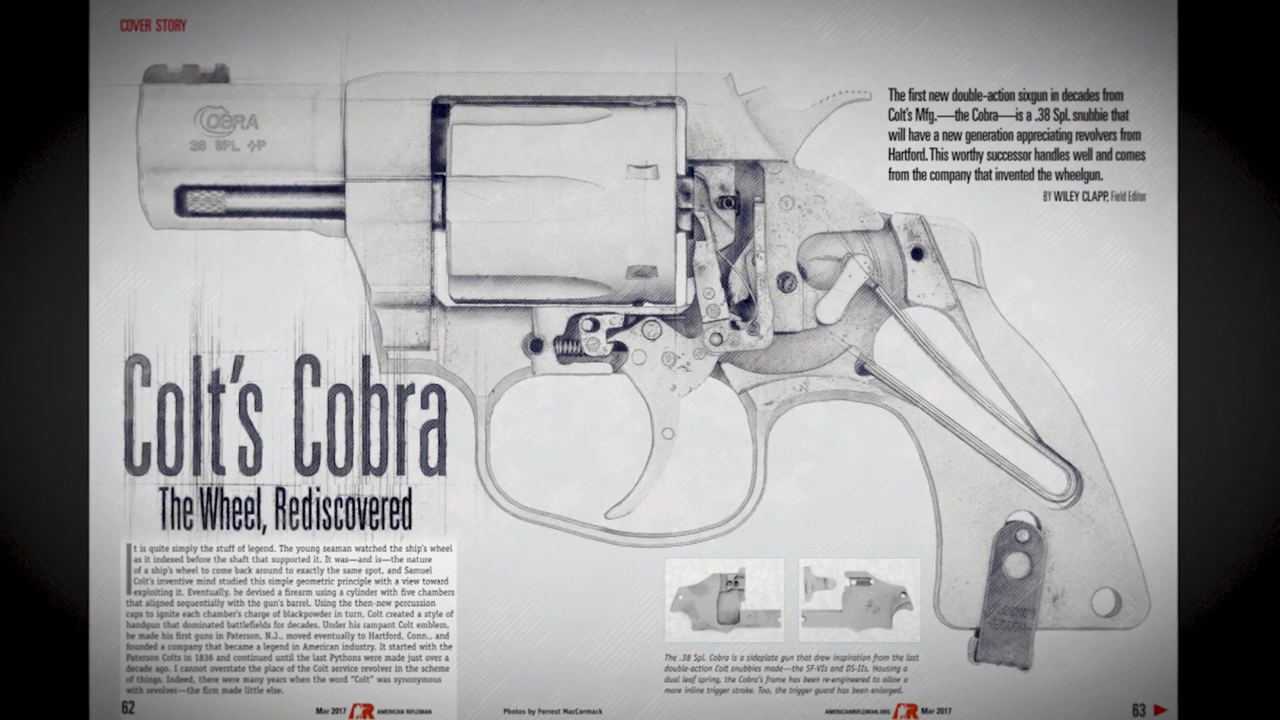 COVER STORY
COBRA
38 SPL +P
The first new double-action sixgun in decades from
Colt's Mfg.—the Cobra—is a .38 Spl. snubbie that
will have a new generation appreciating revolvers from
Hartford. This worthy successor handles well and comes
from the company that invented the wheelgun.
BY WILEY CLAPP, Field Editor
Colt's Cobra
The Wheel, Rediscovered
It is quite simply the stuff of legend. The young seaman watched the ship's wheel
as it indexed before the shaft that supported it. It was—and is—the nature
of a ship's wheel to come back around to exactly the same spot, and Samuel
Colt's inventive mind studied this simple geometric principle with a view toward
exploiting it. Eventually, he devised a firearm using a cylinder with five chambers
that aligned sequentially with the gun's barrel. Using the then-new percussion
caps to ignite each chamber's charge of blackpowder in turn, Colt created a style of
handgun that dominated battlefields for decades. Under his rampant Colt emblem,
he made his first guns in Paterson, N.J., moved eventually to Hartford, Conn., and
founded a company that became a legend in American industry. It started with the
Paterson Colts in 1836 and continued until the last Pythons were made just over a
decade ago. I cannot overstate the place of the Colt service revolver in the scheme
of things. Indeed, there were many years when the word "Colt" was synonymous
with revolvers—the firm made little else.
The .38 Spl. Cobra is a sideplate gun that drew inspiration from the last
double-action Colt snubbies made—the SF-VIs and DS-IIs. Housing a
dual leaf spring, the Cobra's frame has been re-engineered to allow a
more inline trigger stroke. Too, the trigger guard has been enlarged.
62
MAY 2017 AR AMERICAN RIFLEMAN
Photos by Forrest MacCormack
AMERICANRIFLEMAN.ORG AR MAY 2017
63